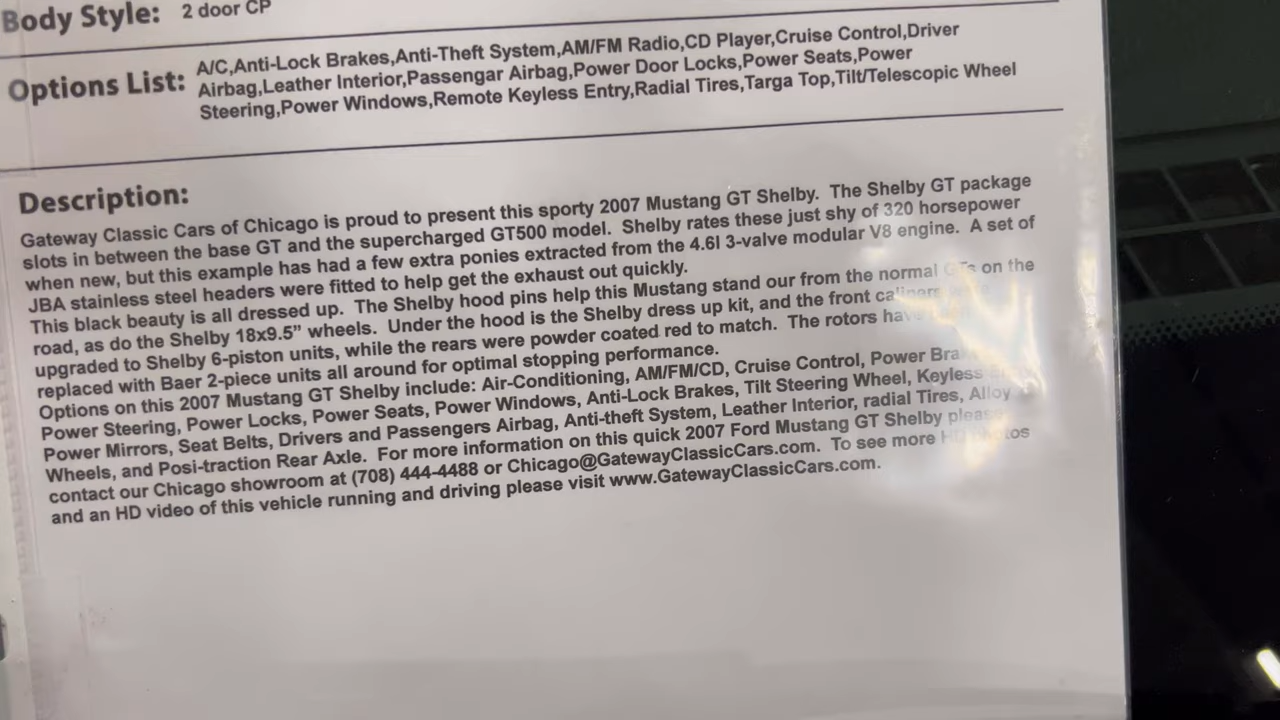 Body Style: 2 door CP
Options List: A/C,Anti-Lock Brakes,Anti-Theft System,AM/FM Radio,CD Player,Cruise Control,Driver
Airbag,Leather Interior,Passengar Airbag,Power Door Locks,Power Seats,Power
Steering,Power Windows,Remote Keyless Entry,Radial Tires,Targa Top,Tilt/Telescopic Wheel
Description:
Gateway Classic Cars of Chicago is proud to present this sporty 2007 Mustang GT Shelby. The Shelby GT package
slots in between the base GT and the supercharged GT500 model. Shelby rates these just shy of 320 horsepower
when new, but this example has had a few extra ponies extracted from the 4.6l 3-valve modular V8 engine. A set of
JBA stainless steel headers were fitted to help get the exhaust out quickly.
This black beauty is all dressed up. The Shelby hood pins help this Mustang stand our from the normal on the
road, as do the Shelby 18x9.5" wheels. Under the hood is the Shelby dress up kit, and the front calipers
upgraded to Shelby 6-piston units, while the rears were powder coated red to match. The rotors
replaced with Baer 2-piece units all around for optimal stopping performance.
Options on this 2007 Mustang GT Shelby include: Air-Conditioning, AM/FM/CD, Cruise Control, Power
Power Steering, Power Locks, Power Seats, Power Windows, Anti-Lock Brakes, Tilt Steering Wheel, Keyless
Power Mirrors, Seat Belts, Drivers and Passengers Airbag, Anti-theft System, Leather Interior, radial Tires, Alloy
Wheels, and Posi-traction Rear Axle. For more information on this quick 2007 Ford Mustang GT Shelby please
contact our Chicago showroom at (708) 444-4488 or Chicago@GatewayClassicCars.com. To see more HD photos
and an HD video of this vehicle running and driving please visit www.GatewayClassicCars.com.